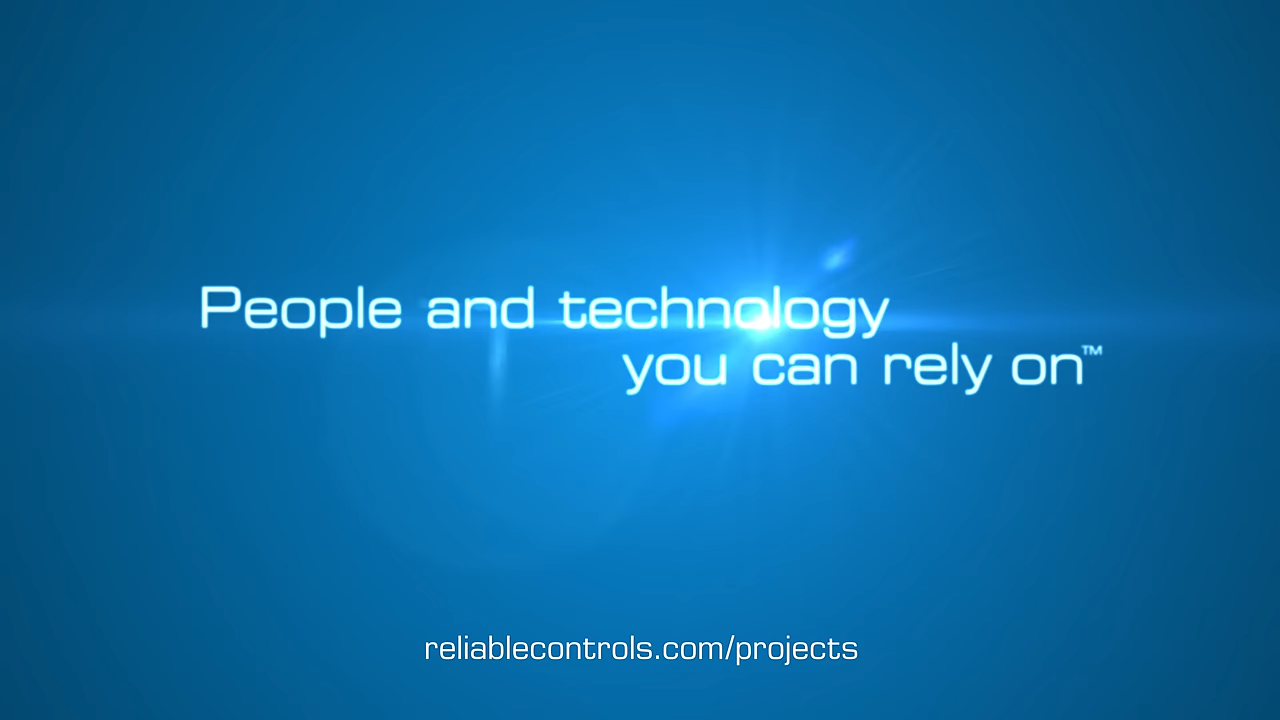 People and technology
you can rely on™
reliablecontrols.com/projects